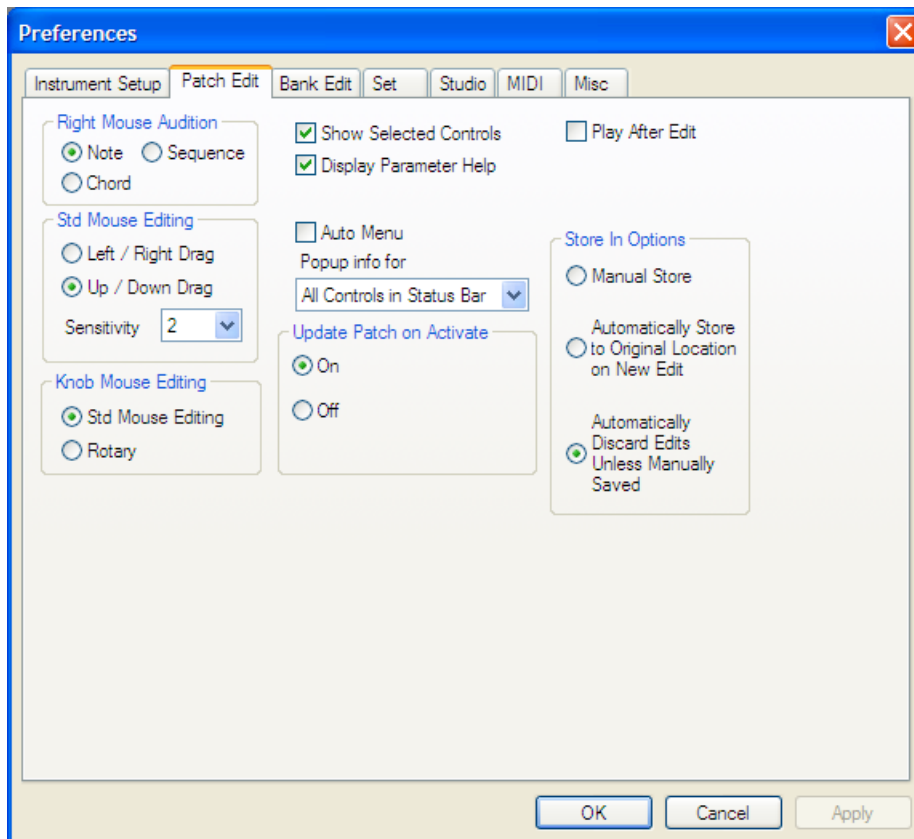 Preferences
Instrument Setup
Patch Edit
Bank Edit
Set
Studio
MIDI
Misc
Right Mouse Audition
Note
Sequence
Chord
Std Mouse Editing
Left / Right Drag
Up / Down Drag
Sensitivity
2
Knob Mouse Editing
Std Mouse Editing
Rotary
Show Selected Controls
Display Parameter Help
Auto Menu
Popup info for
All Controls in Status Bar
Update Patch on Activate
On
Off
Play After Edit
Store In Options
Manual Store
Automatically Store
to Original Location
on New Edit
Automatically
Discard Edits
Unless Manually
Saved
OK
Cancel
Apply